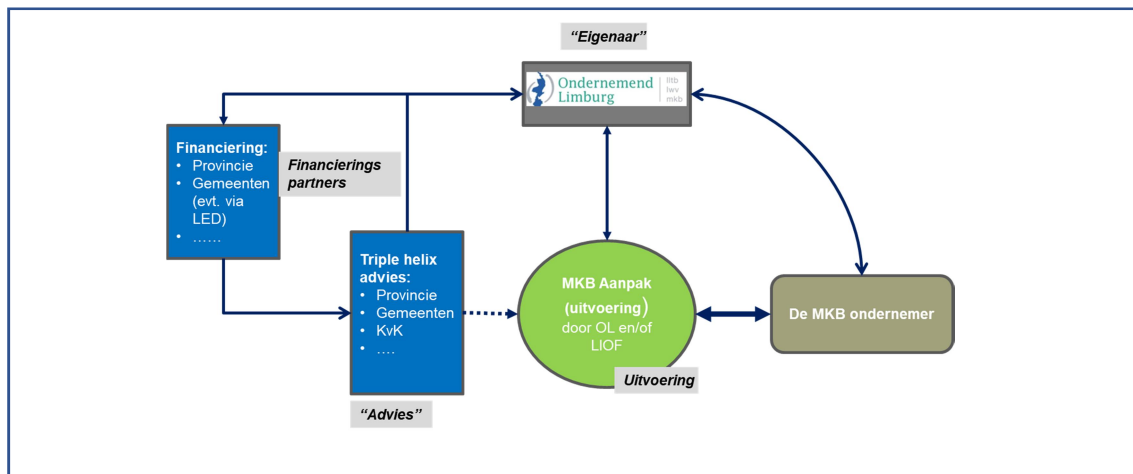 “Eigenaar”
Ondernemend
Limburg
lltb
lwv
mkb
Financiering:
• Provincie
• Gemeenten
(evt. via
LED)
• ……
Financierings
partners
Triple helix
advies:
• Provincie
• Gemeenten
• KvK
• ….
“Advies”
MKB Aanpak
(uitvoering)
door OL en/of
LIOF
Uitvoering
De MKB ondernemer